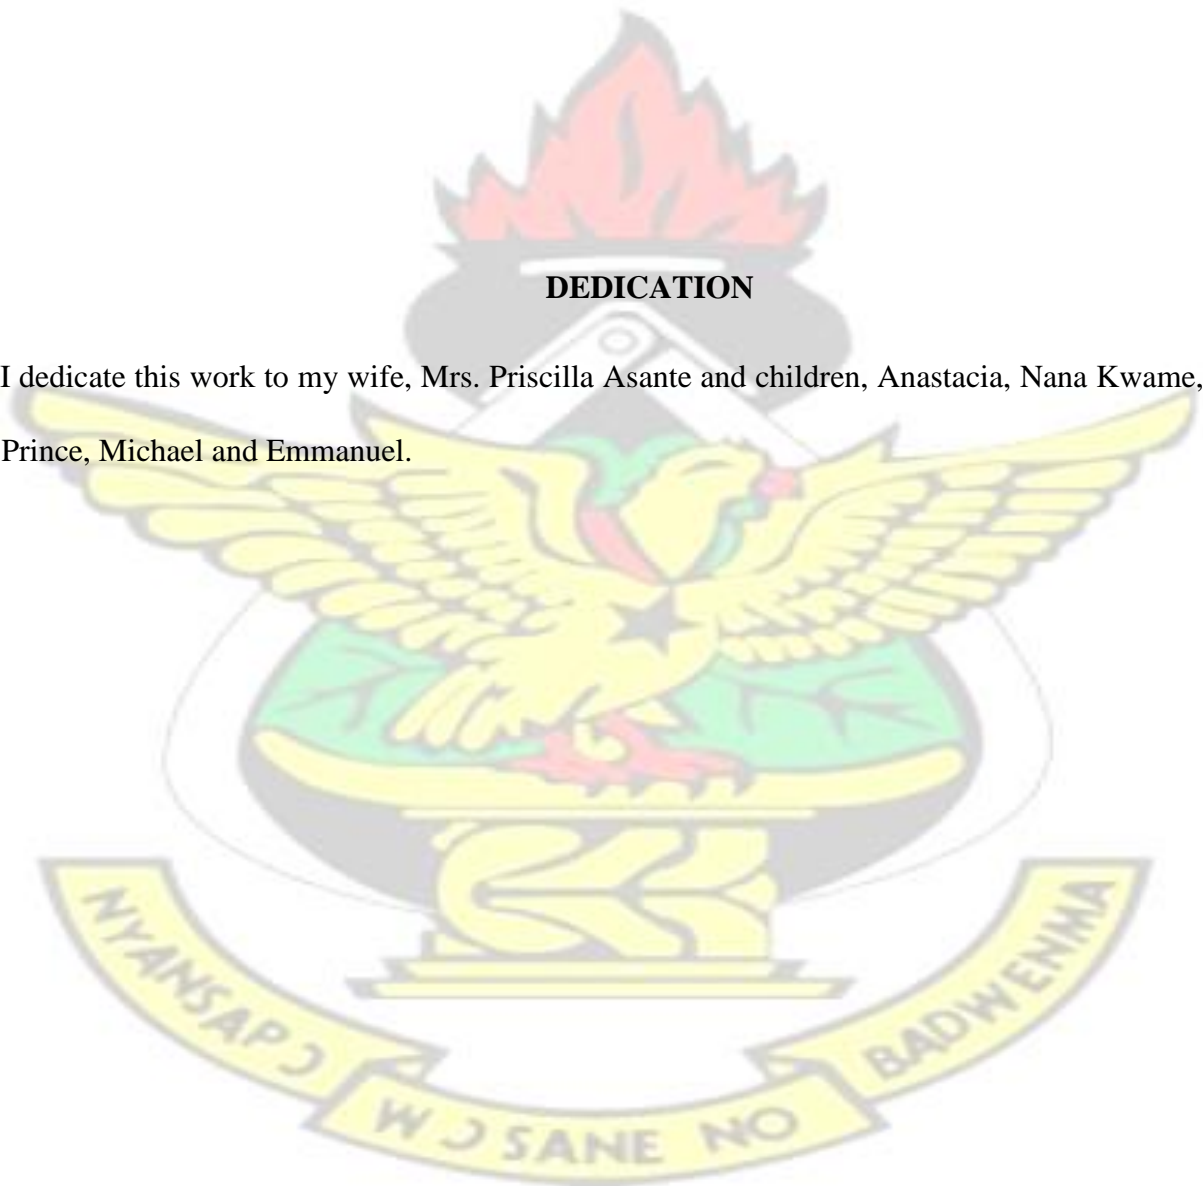 DEDICATION
I dedicate this work to my wife, Mrs. Priscilla Asante and children, Anastacia, Nana Kwame,
Prince, Michael and Emmanuel.
NYANSAPƆ
WƆSANE NO
BADWENMA